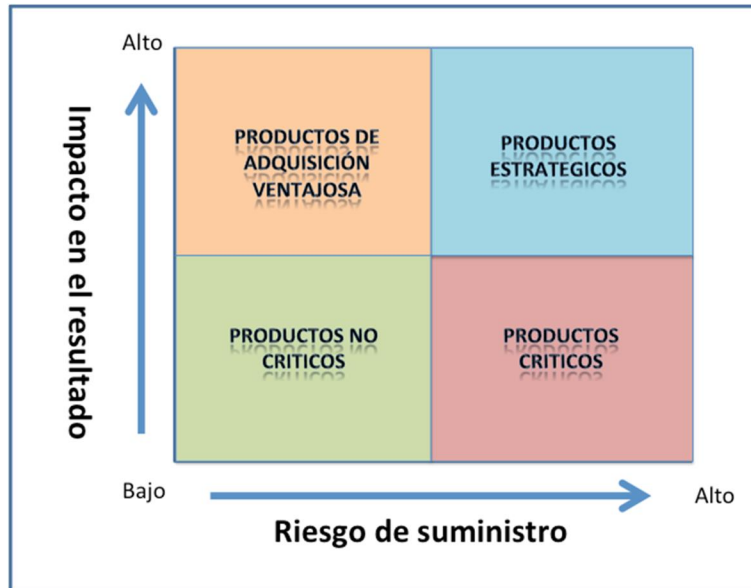 Alto
Impacto en el resultado
PRODUCTOS DE
ADQUISICIÓN
VENTAJOSA
PRODUCTOS
ESTRATEGICOS
PRODUCTOS NO
CRITICOS
PRODUCTOS
CRITICOS
Bajo
Alto
Riesgo de suministro